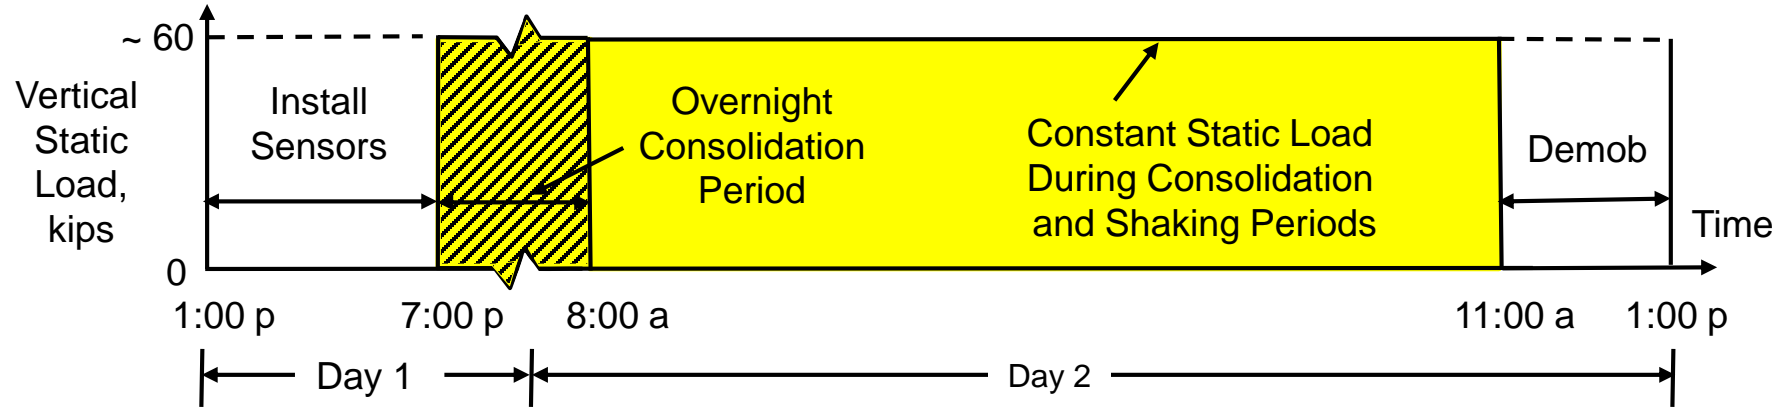 ~ 60
Vertical
Static
Load,
kips
0
Install
Sensors
Overnight
Consolidation
Period
Constant Static Load
During Consolidation
and Shaking Periods
Demob
Time
1:00 p
7:00 p
8:00 a
11:00 a
1:00 p
Day 1
Day 2